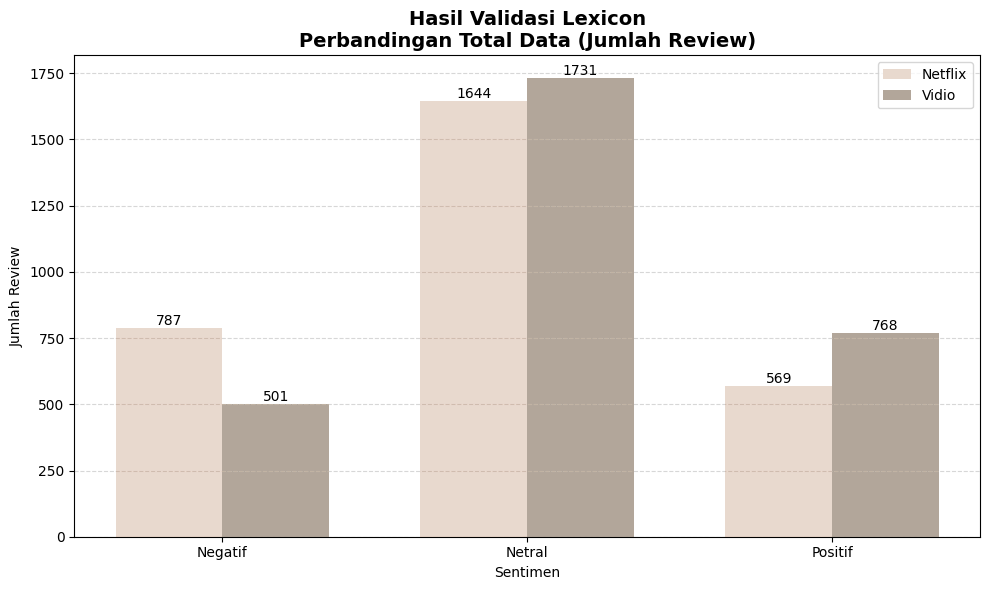 Hasil Validasi Lexicon
Perbandingan Total Data (Jumlah Review)
Netflix
Vidio
Jumlah Review
1750
1500
1250
1000
750
500
250
0
787
501
1644
1731
569
768
Negatif
Netral
Positif
Sentimen